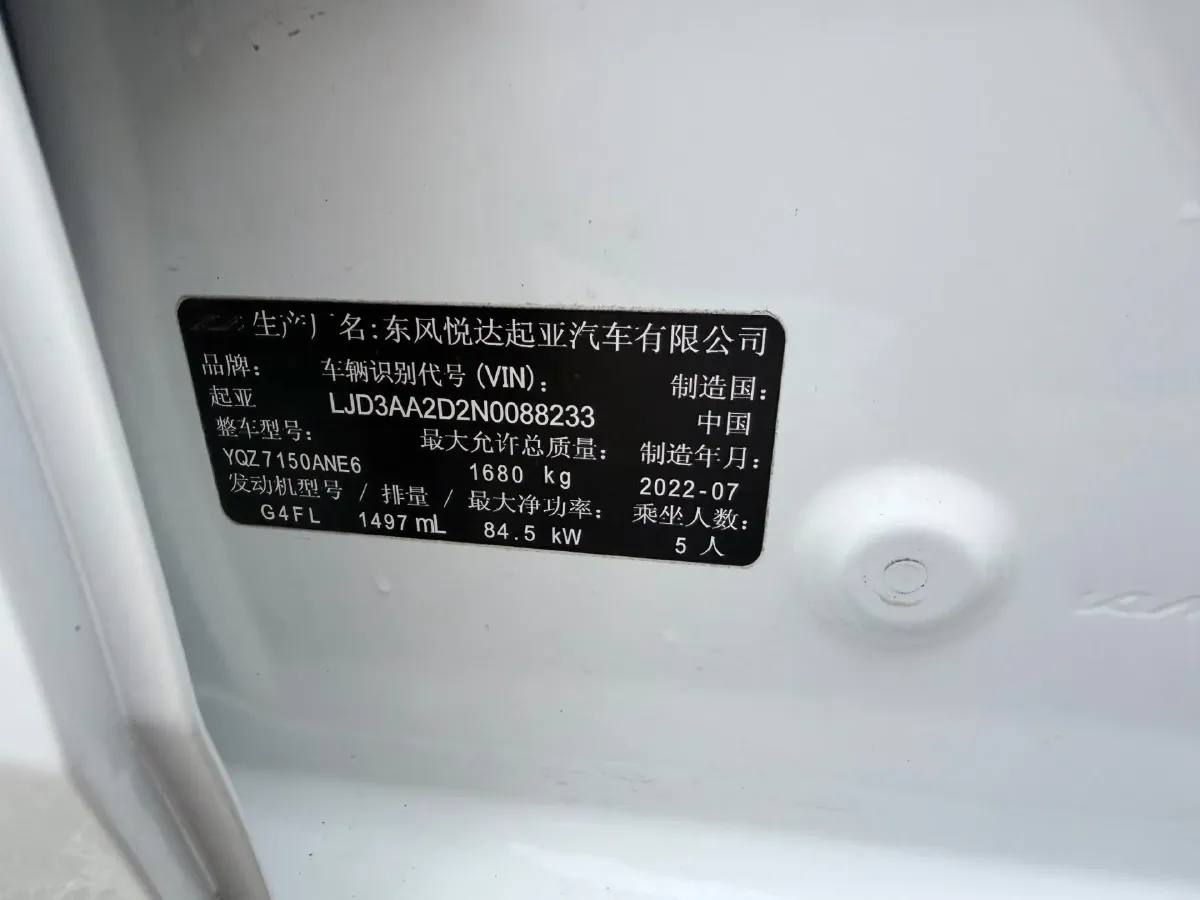 生产厂名:东风悦达起亚汽车有限公司
品牌: 车辆识别代号(VIN): 制造国:
起亚 LJD3AA2D2N0088233 中国
整车型号: 最大允许总质量: 制造年月:
YQZ7150ANE6 1680 kg 2022-07
发动机型号 / 排量 / 最大净功率: 乘坐人数:
G4FL 1497 mL 84.5 kW 5 人